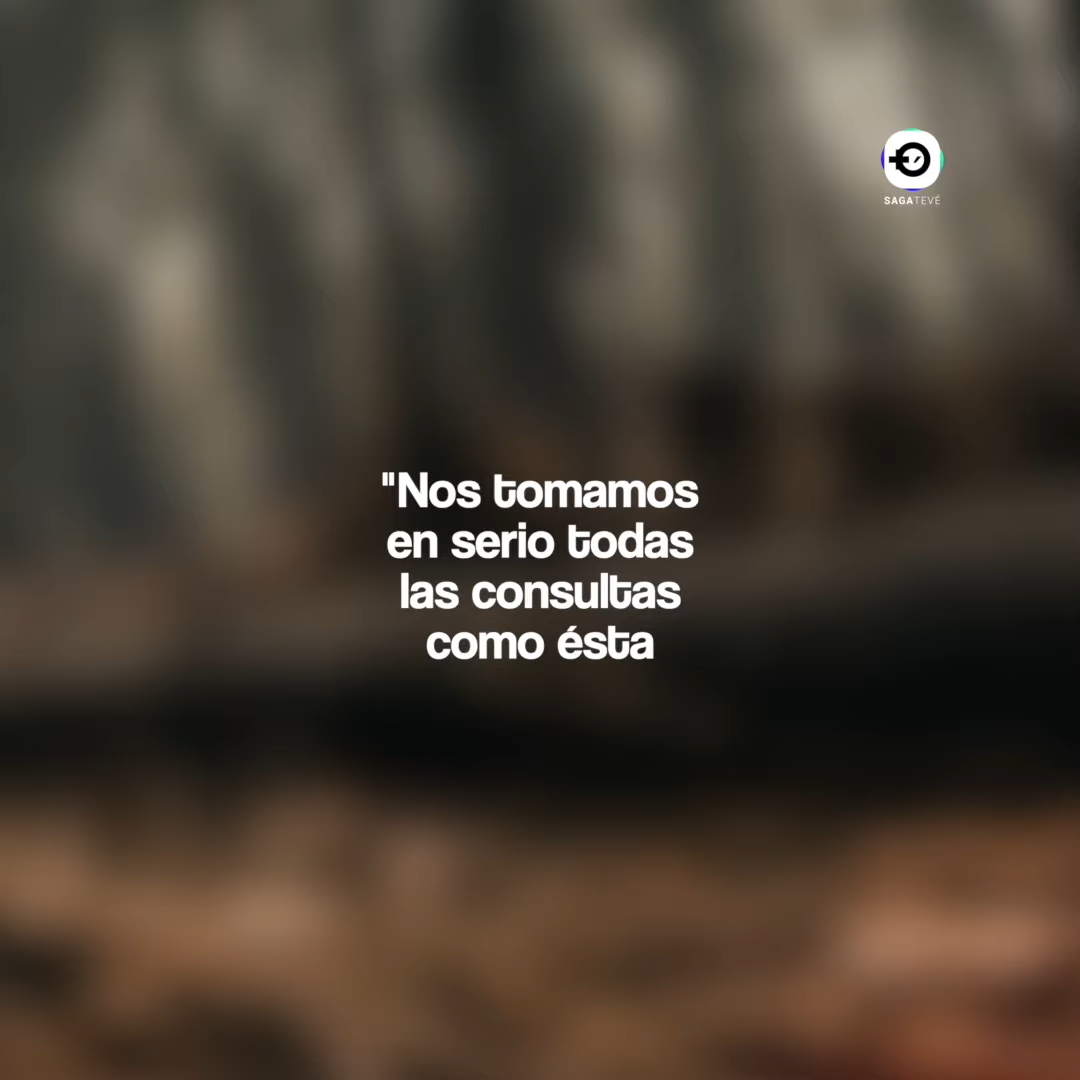 SAGATEVÉ
"Nos tomamos
en serio todas
las consultas
como ésta